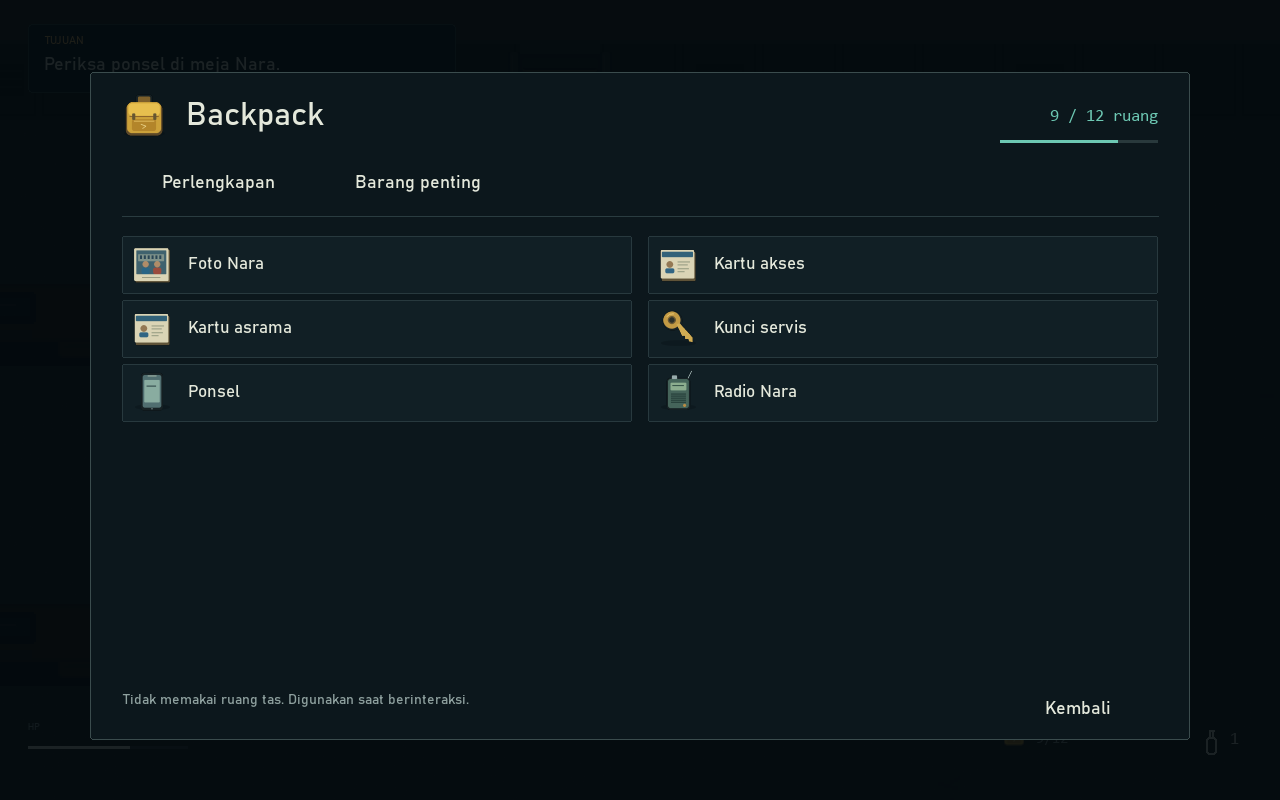 TUJUAN
Periksa ponsel di meja Nara.
Backpack
9 / 12 ruang
Perlengkapan
Barang penting
Foto Nara
Kartu akses
Kartu asrama
Kunci servis
Ponsel
Radio Nara
Tidak memakai ruang tas. Digunakan saat berinteraksi.
Kembali
HP
1